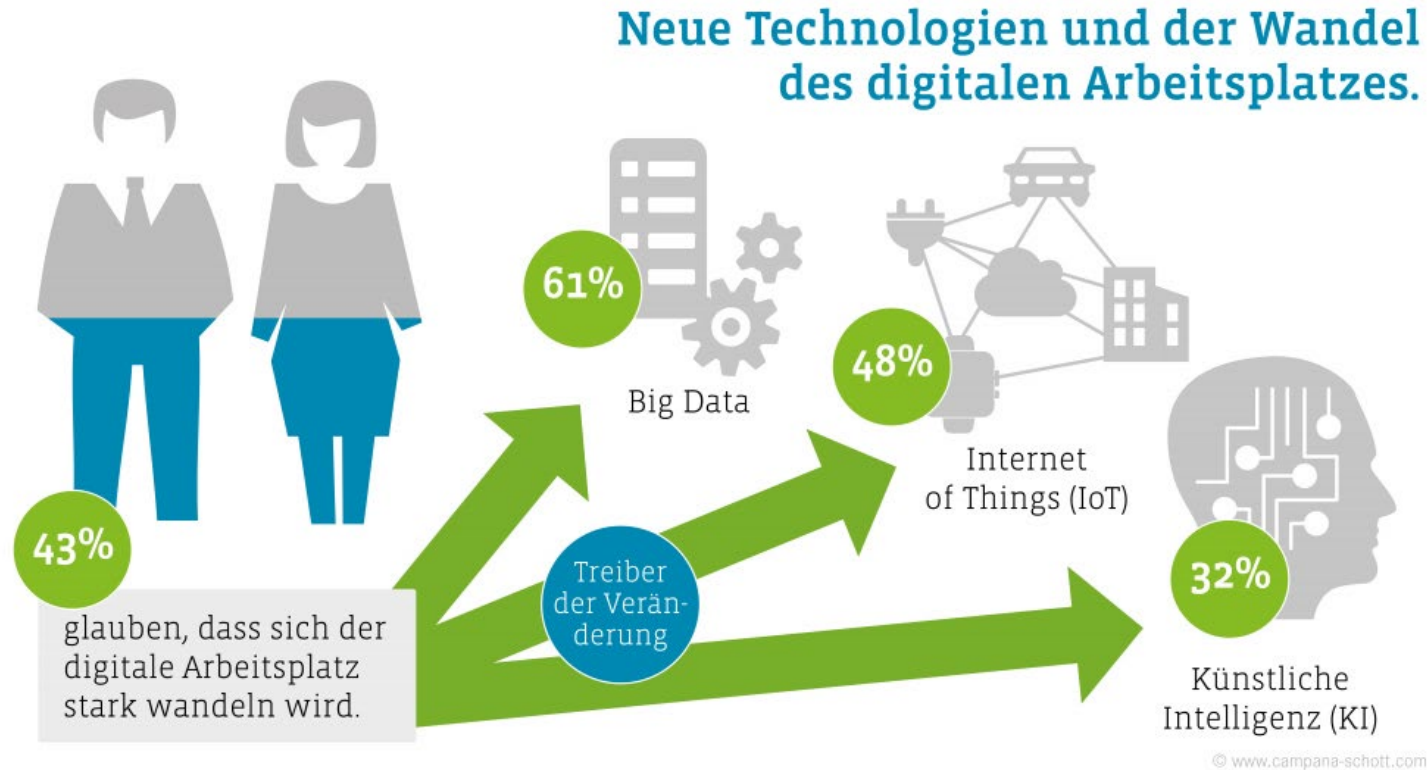 Neue Technologien und der Wandel
des digitalen Arbeitsplatzes.
61%
Big Data
48%
Internet
of Things (IoT)
32%
Künstliche
Intelligenz (KI)
Treiber
der Verän-
derung
43%
glauben, dass sich der
digitale Arbeitsplatz
stark wandeln wird.
© www.campana-schott.com